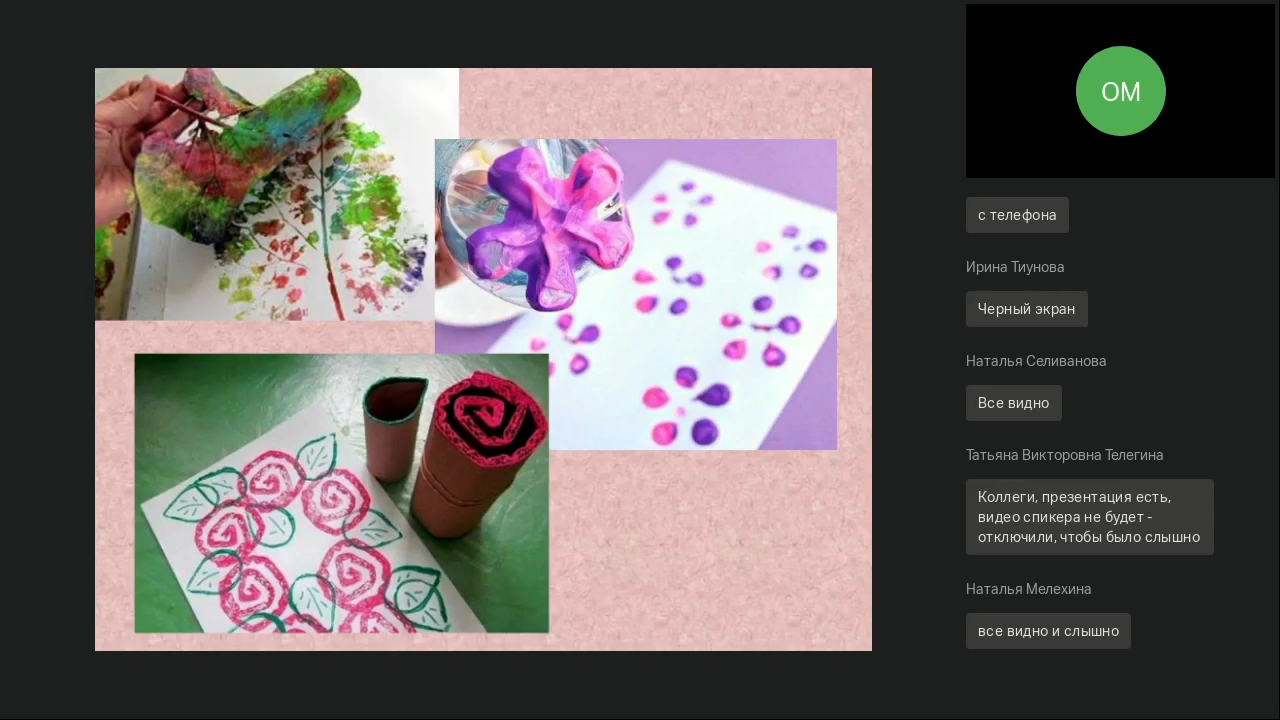 ОМ
с телефона
Ирина Тиунова
Черный экран
Наталья Селиванова
Все видно
Татьяна Викторовна Телегина
Коллеги, презентация есть,
видео спикера не будет -
отключили, чтобы было слышно
Наталья Мелехина
все видно и слышно